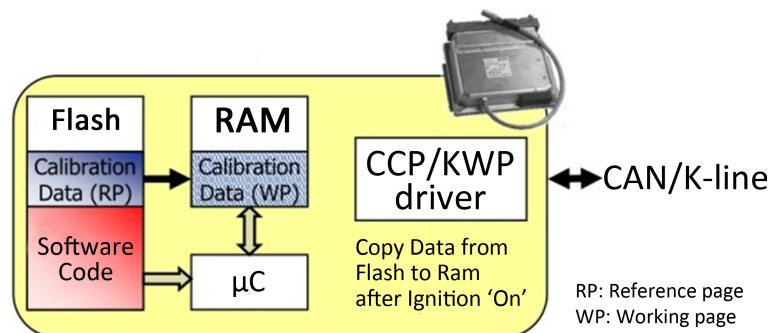 Flash
RAM
Calibration
Data (RP)
Calibration
Data (WP)
Software
Code
µC
CCP/KWP
driver
Copy Data from
Flash to Ram
after Ignition ‘On’
CAN/K-line
RP: Reference page
WP: Working page